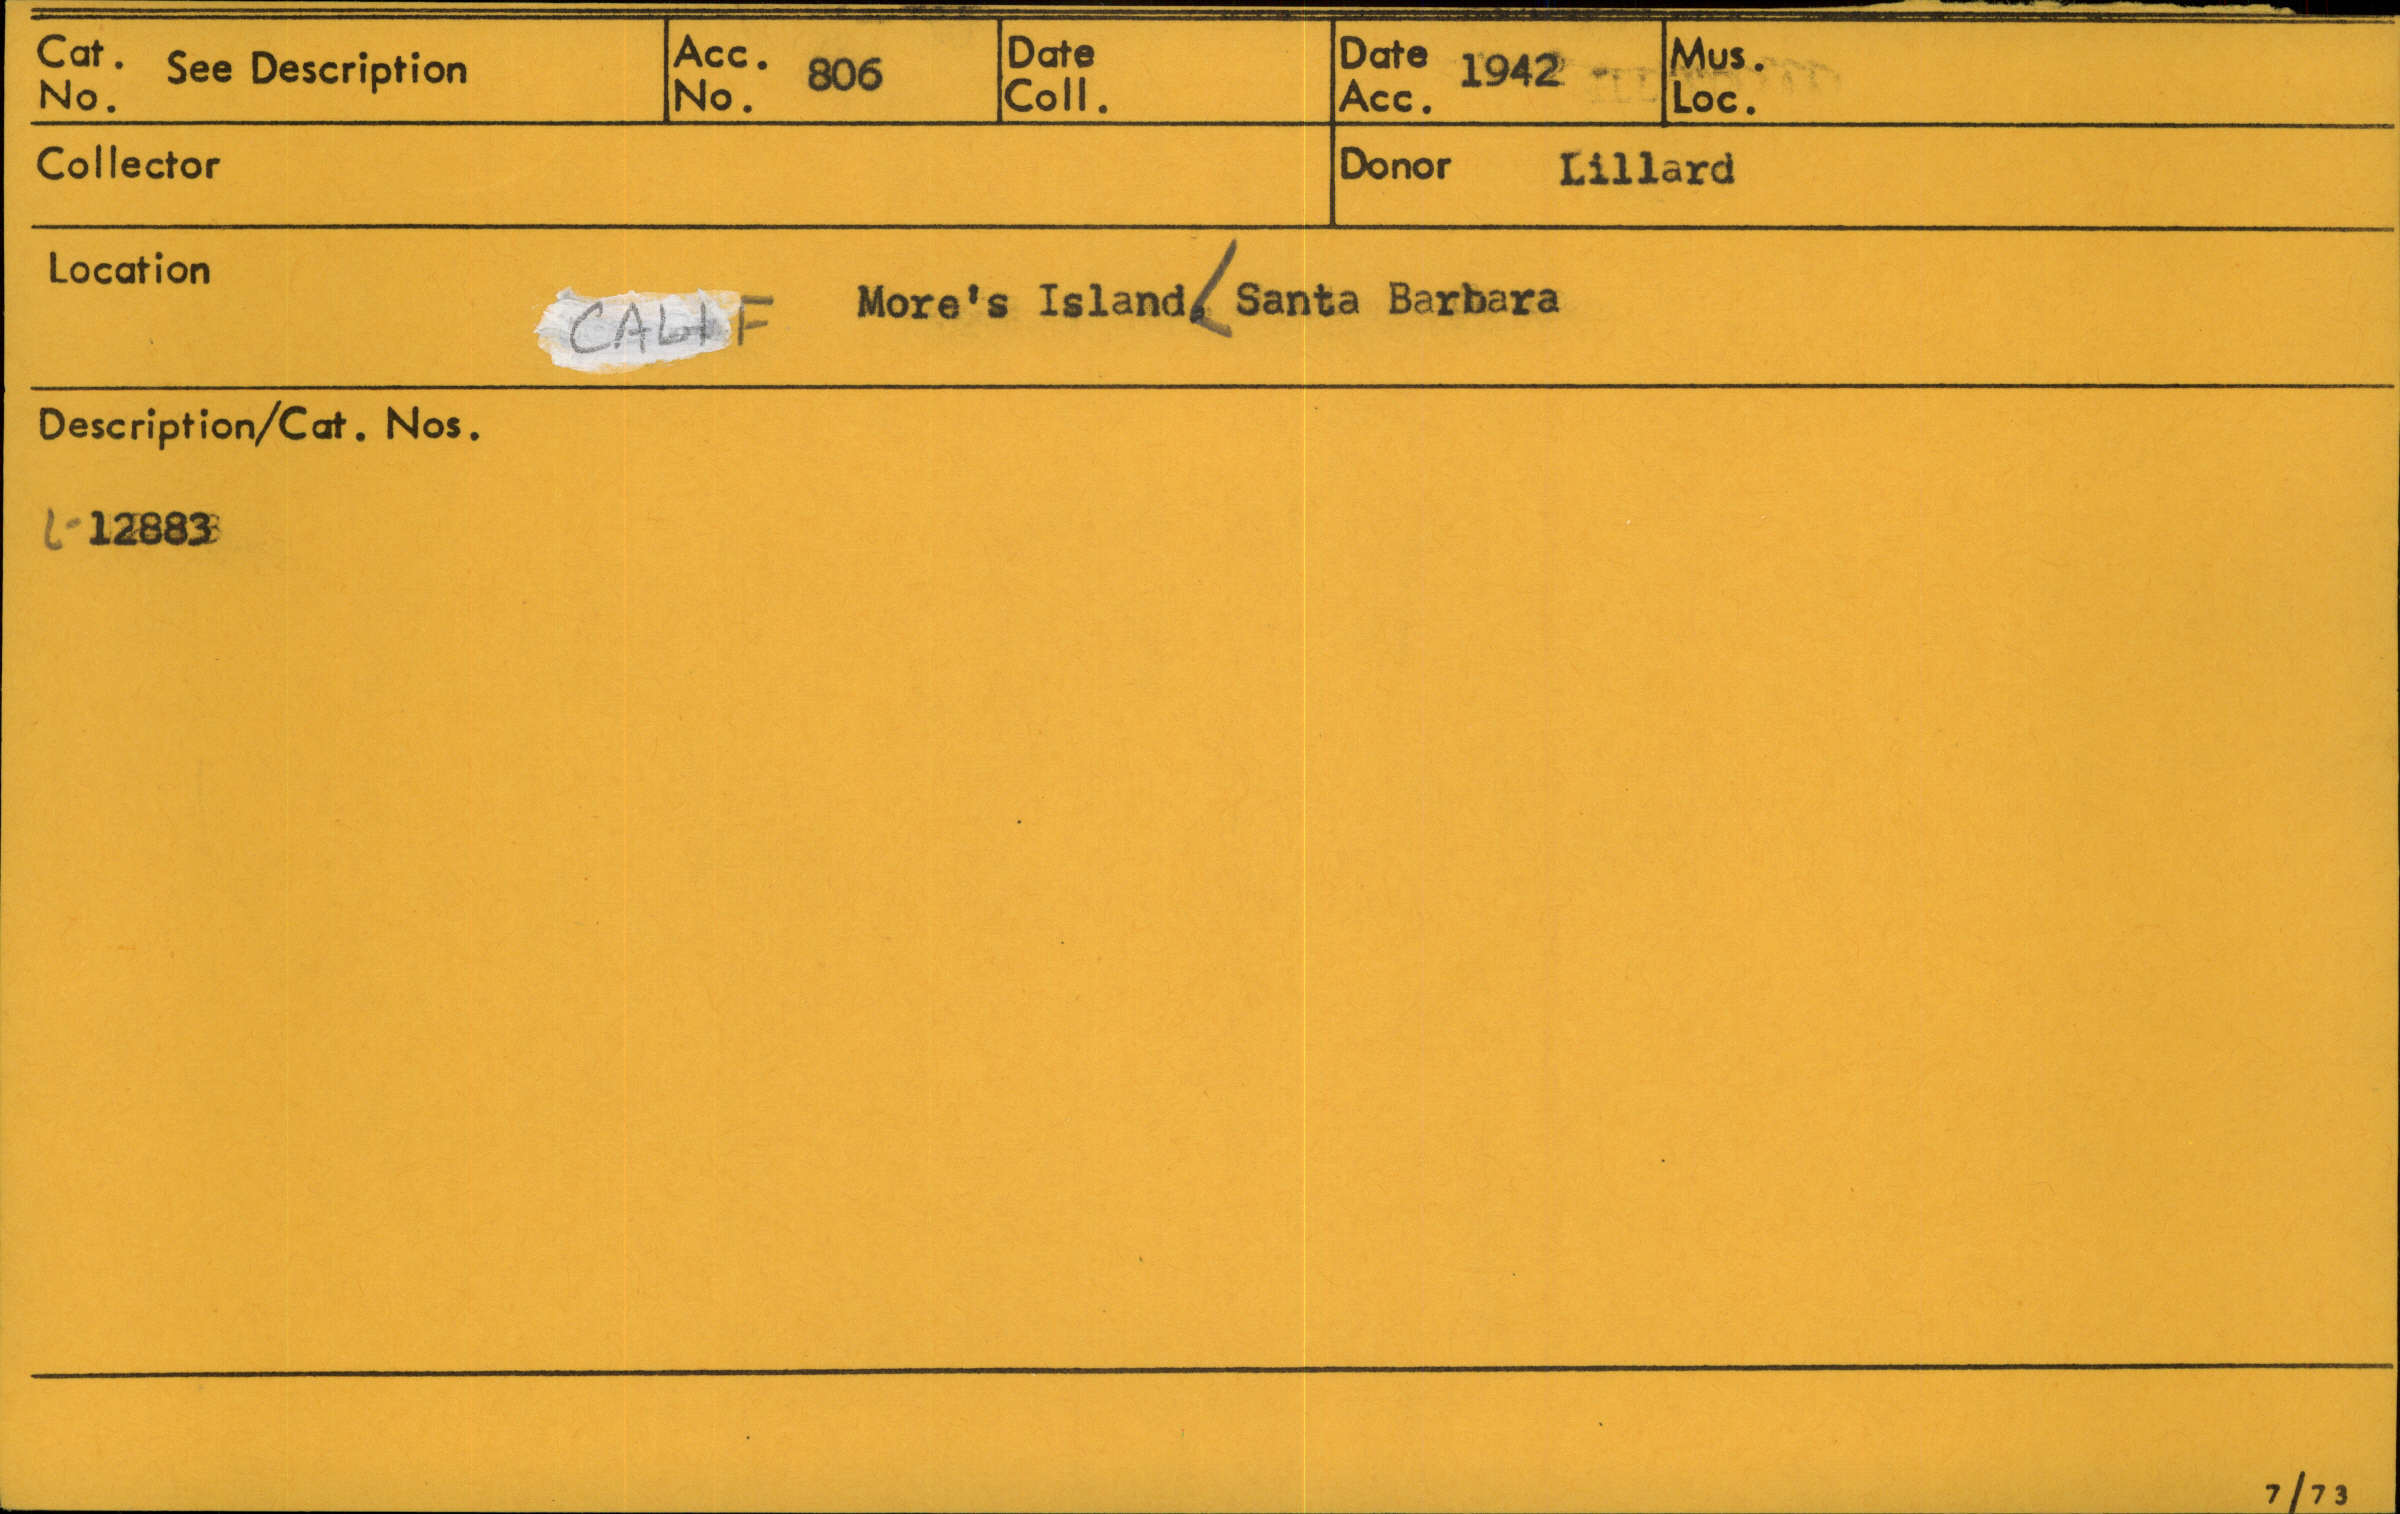 Cat. No. See Description Acc. No. 806 Date Coll. Date Acc. 1942 Mus. Loc.
Collector Donor Lillard
Location
CALIF More's Island, Santa Barbara
Description/Cat. Nos.
L-12883
7/73